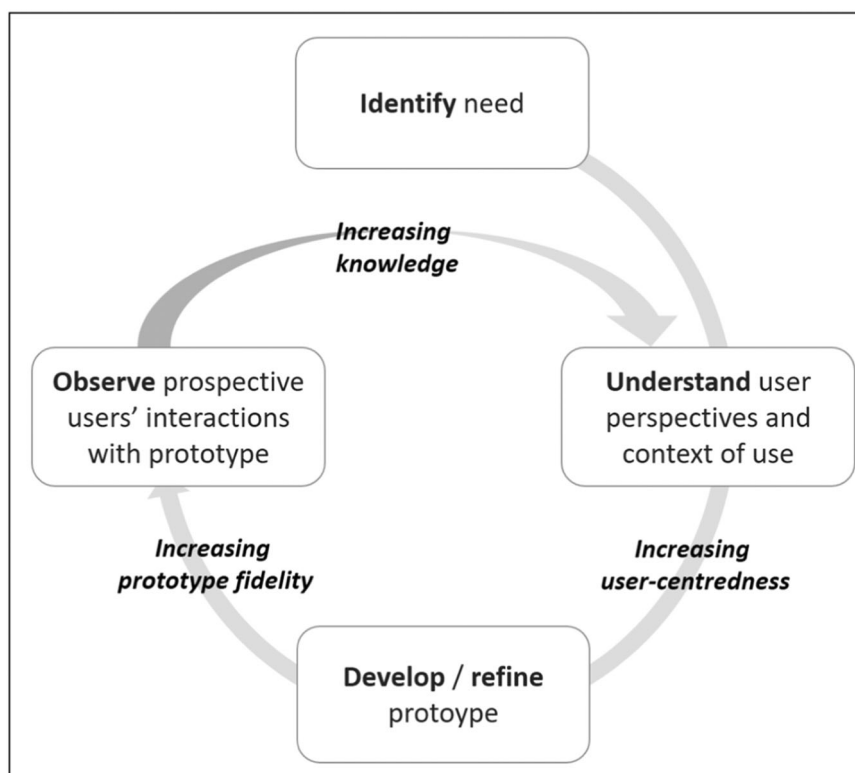 Identify need
Increasing
knowledge
Observe prospective
users’ interactions
with prototype
Understand user
perspectives and
context of use
Increasing
prototype fidelity
Increasing
user-centredness
Develop / refine
protoype